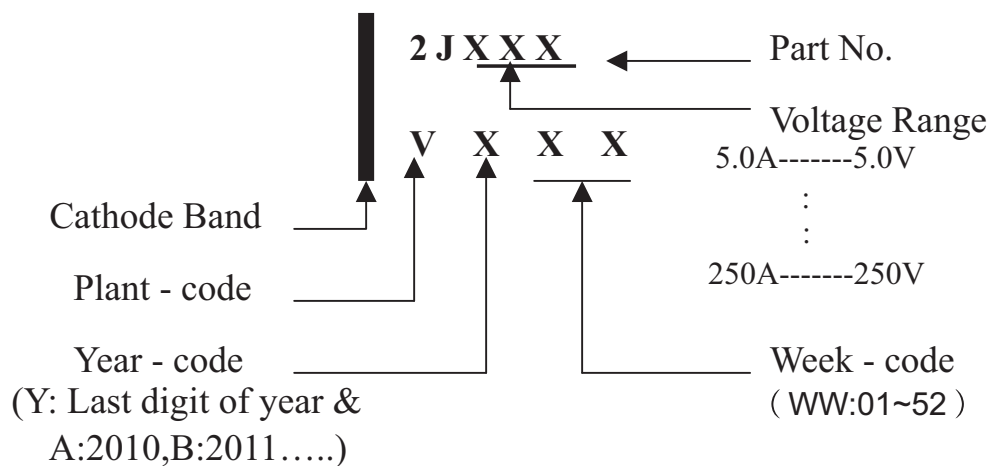 2 J X X X
Part No.
Voltage Range
V X X X
5.0A-------5.0V
:
:
250A-------250V
Cathode Band
Plant - code
Year - code
(Y: Last digit of year &
A:2010,B:2011…..)
Week - code
（ WW:01~52 ）